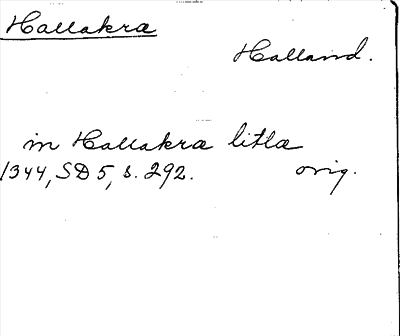 Hallakra
Halland.
in Hallakra litla
1344, SD 5, s. 292. orig.